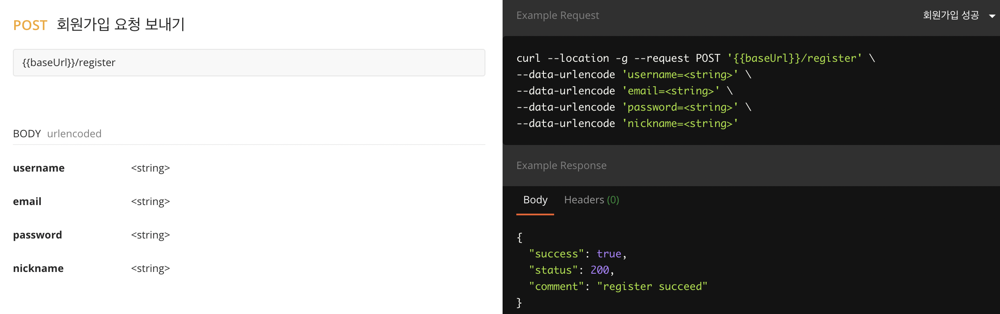 POST 회원가입 요청 보내기
{{baseUrl}}/register
BODY urlencoded
username <string>
email <string>
password <string>
nickname <string>
Example Request 회원가입 성공
curl --location -g --request POST '{{baseUrl}}/register' \
--data-urlencode 'username=<string>' \
--data-urlencode 'email=<string>' \
--data-urlencode 'password=<string>' \
--data-urlencode 'nickname=<string>'
Example Response
Body Headers (0)
{
  "success": true,
  "status": 200,
  "comment": "register succeed"
}